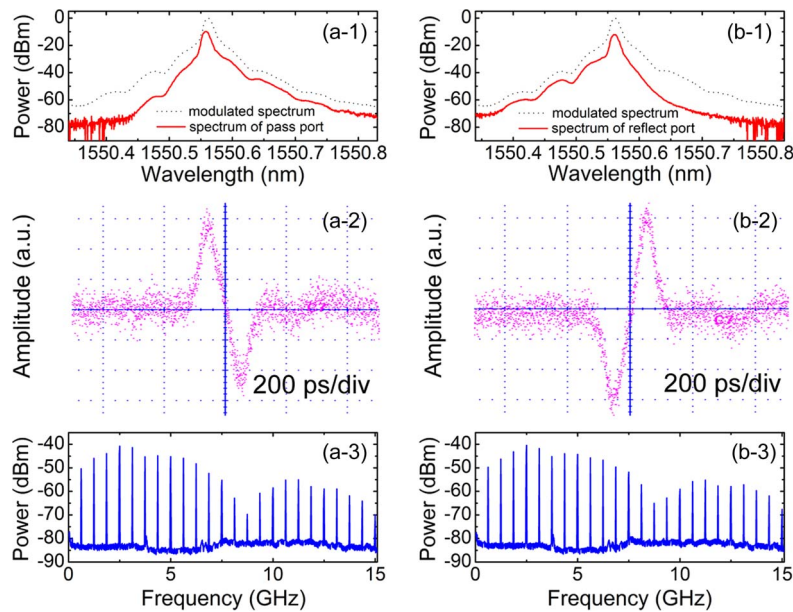 (a-1)
Power (dBm)
0
-20
-40
-60
-80
modulated spectrum
spectrum of pass port
1550.4 1550.5 1550.6 1550.7 1550.8
Wavelength (nm)
(b-1)
Power (dBm)
0
-20
-40
-60
-80
modulated spectrum
spectrum of reflect port
1550.4 1550.5 1550.6 1550.7 1550.8
Wavelength (nm)
(a-2)
Amplitude (a.u.)
200 ps/div
(b-2)
Amplitude (a.u.)
200 ps/div
(a-3)
Power (dBm)
-40
-50
-60
-70
-80
-90
0 5 10 15
Frequency (GHz)
(b-3)
Power (dBm)
-40
-50
-60
-70
-80
-90
0 5 10 15
Frequency (GHz)